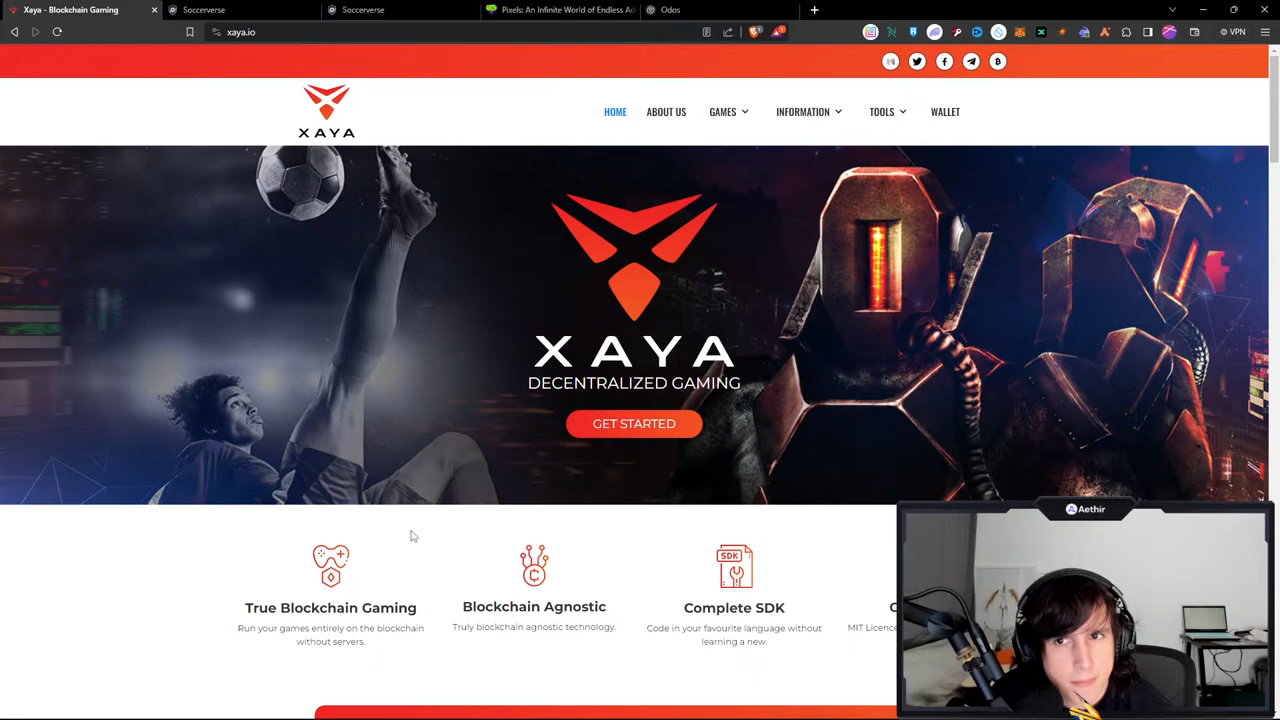 Xaya - Blockchain Gaming
Soccerverse
Soccerverse
Pixels: An Infinite World of Endless Ad
Odos
xaya.io
VPN
XAYA
HOME
ABOUT US
GAMES
INFORMATION
TOOLS
WALLET
XAYA
DECENTRALIZED GAMING
GET STARTED
Aethir
SDK
True Blockchain Gaming
Blockchain Agnostic
Complete SDK
Run your games entirely on the blockchain
without servers.
Truly blockchain agnostic technology.
Code in your favourite language without
learning a new.
MIT Licence